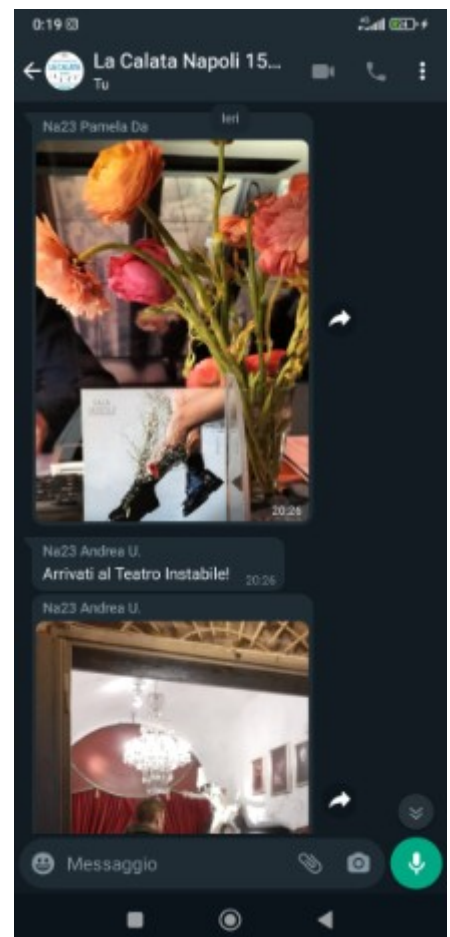 0:19
La Calata Napoli 15...
Tu
Ieri
Na23 Pamela Da
20:26
Na23 Andrea U.
Arrivati al Teatro Instabile!
20:26
Na23 Andrea U.
Messaggio